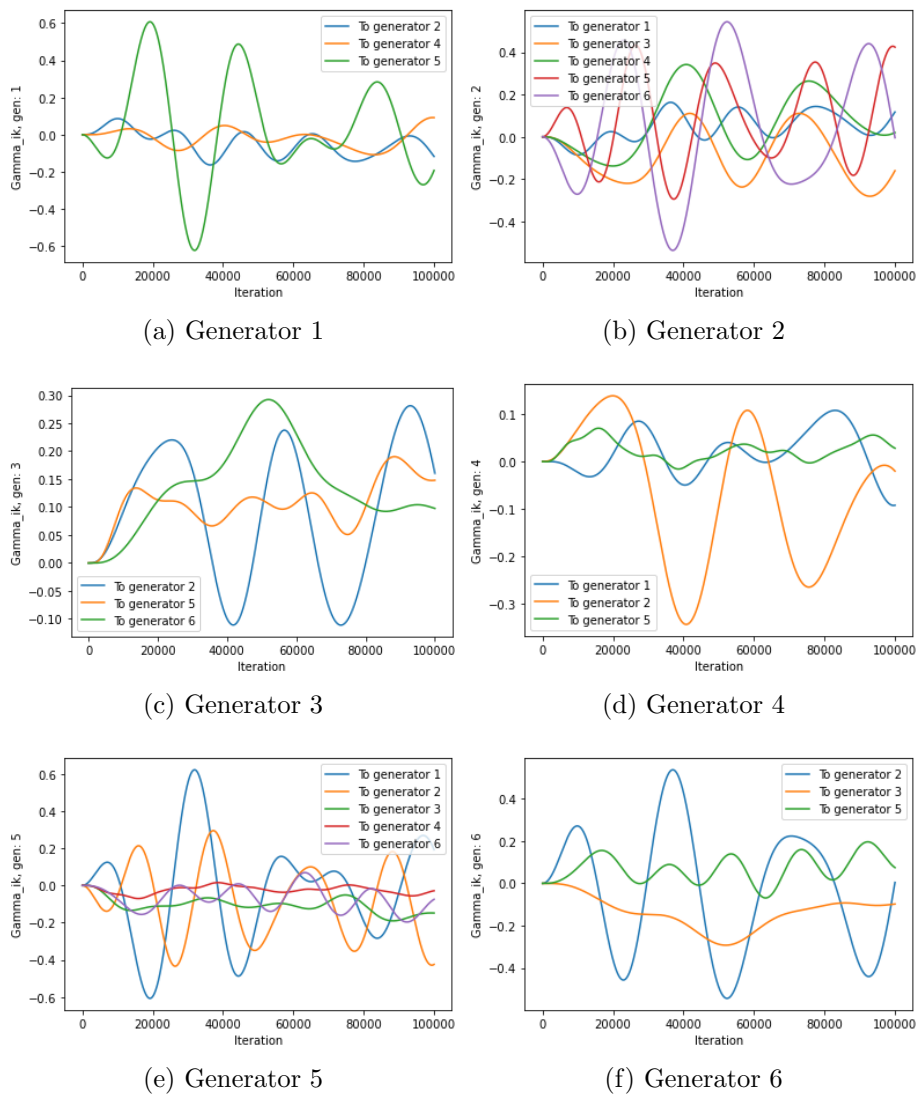 Gamma_ik, gen: 1
0.6
0.4
0.2
0.0
−0.2
−0.4
−0.6
To generator 2
To generator 4
To generator 5
0 20000 40000 60000 80000 100000
Iteration
(a) Generator 1
Gamma_ik, gen: 2
0.4
0.2
0.0
−0.2
−0.4
To generator 1
To generator 3
To generator 4
To generator 5
To generator 6
0 20000 40000 60000 80000 100000
Iteration
(b) Generator 2
Gamma_ik, gen: 3
0.30
0.25
0.20
0.15
0.10
0.05
0.00
−0.05
−0.10
To generator 2
To generator 5
To generator 6
0 20000 40000 60000 80000 100000
Iteration
(c) Generator 3
Gamma_ik, gen: 4
0.1
0.0
−0.1
−0.2
−0.3
To generator 1
To generator 2
To generator 5
0 20000 40000 60000 80000 100000
Iteration
(d) Generator 4
Gamma_ik, gen: 5
0.6
0.4
0.2
0.0
−0.2
−0.4
−0.6
To generator 1
To generator 2
To generator 3
To generator 4
To generator 6
0 20000 40000 60000 80000 100000
Iteration
(e) Generator 5
Gamma_ik, gen: 6
0.4
0.2
0.0
−0.2
−0.4
To generator 2
To generator 3
To generator 5
0 20000 40000 60000 80000 100000
Iteration
(f) Generator 6